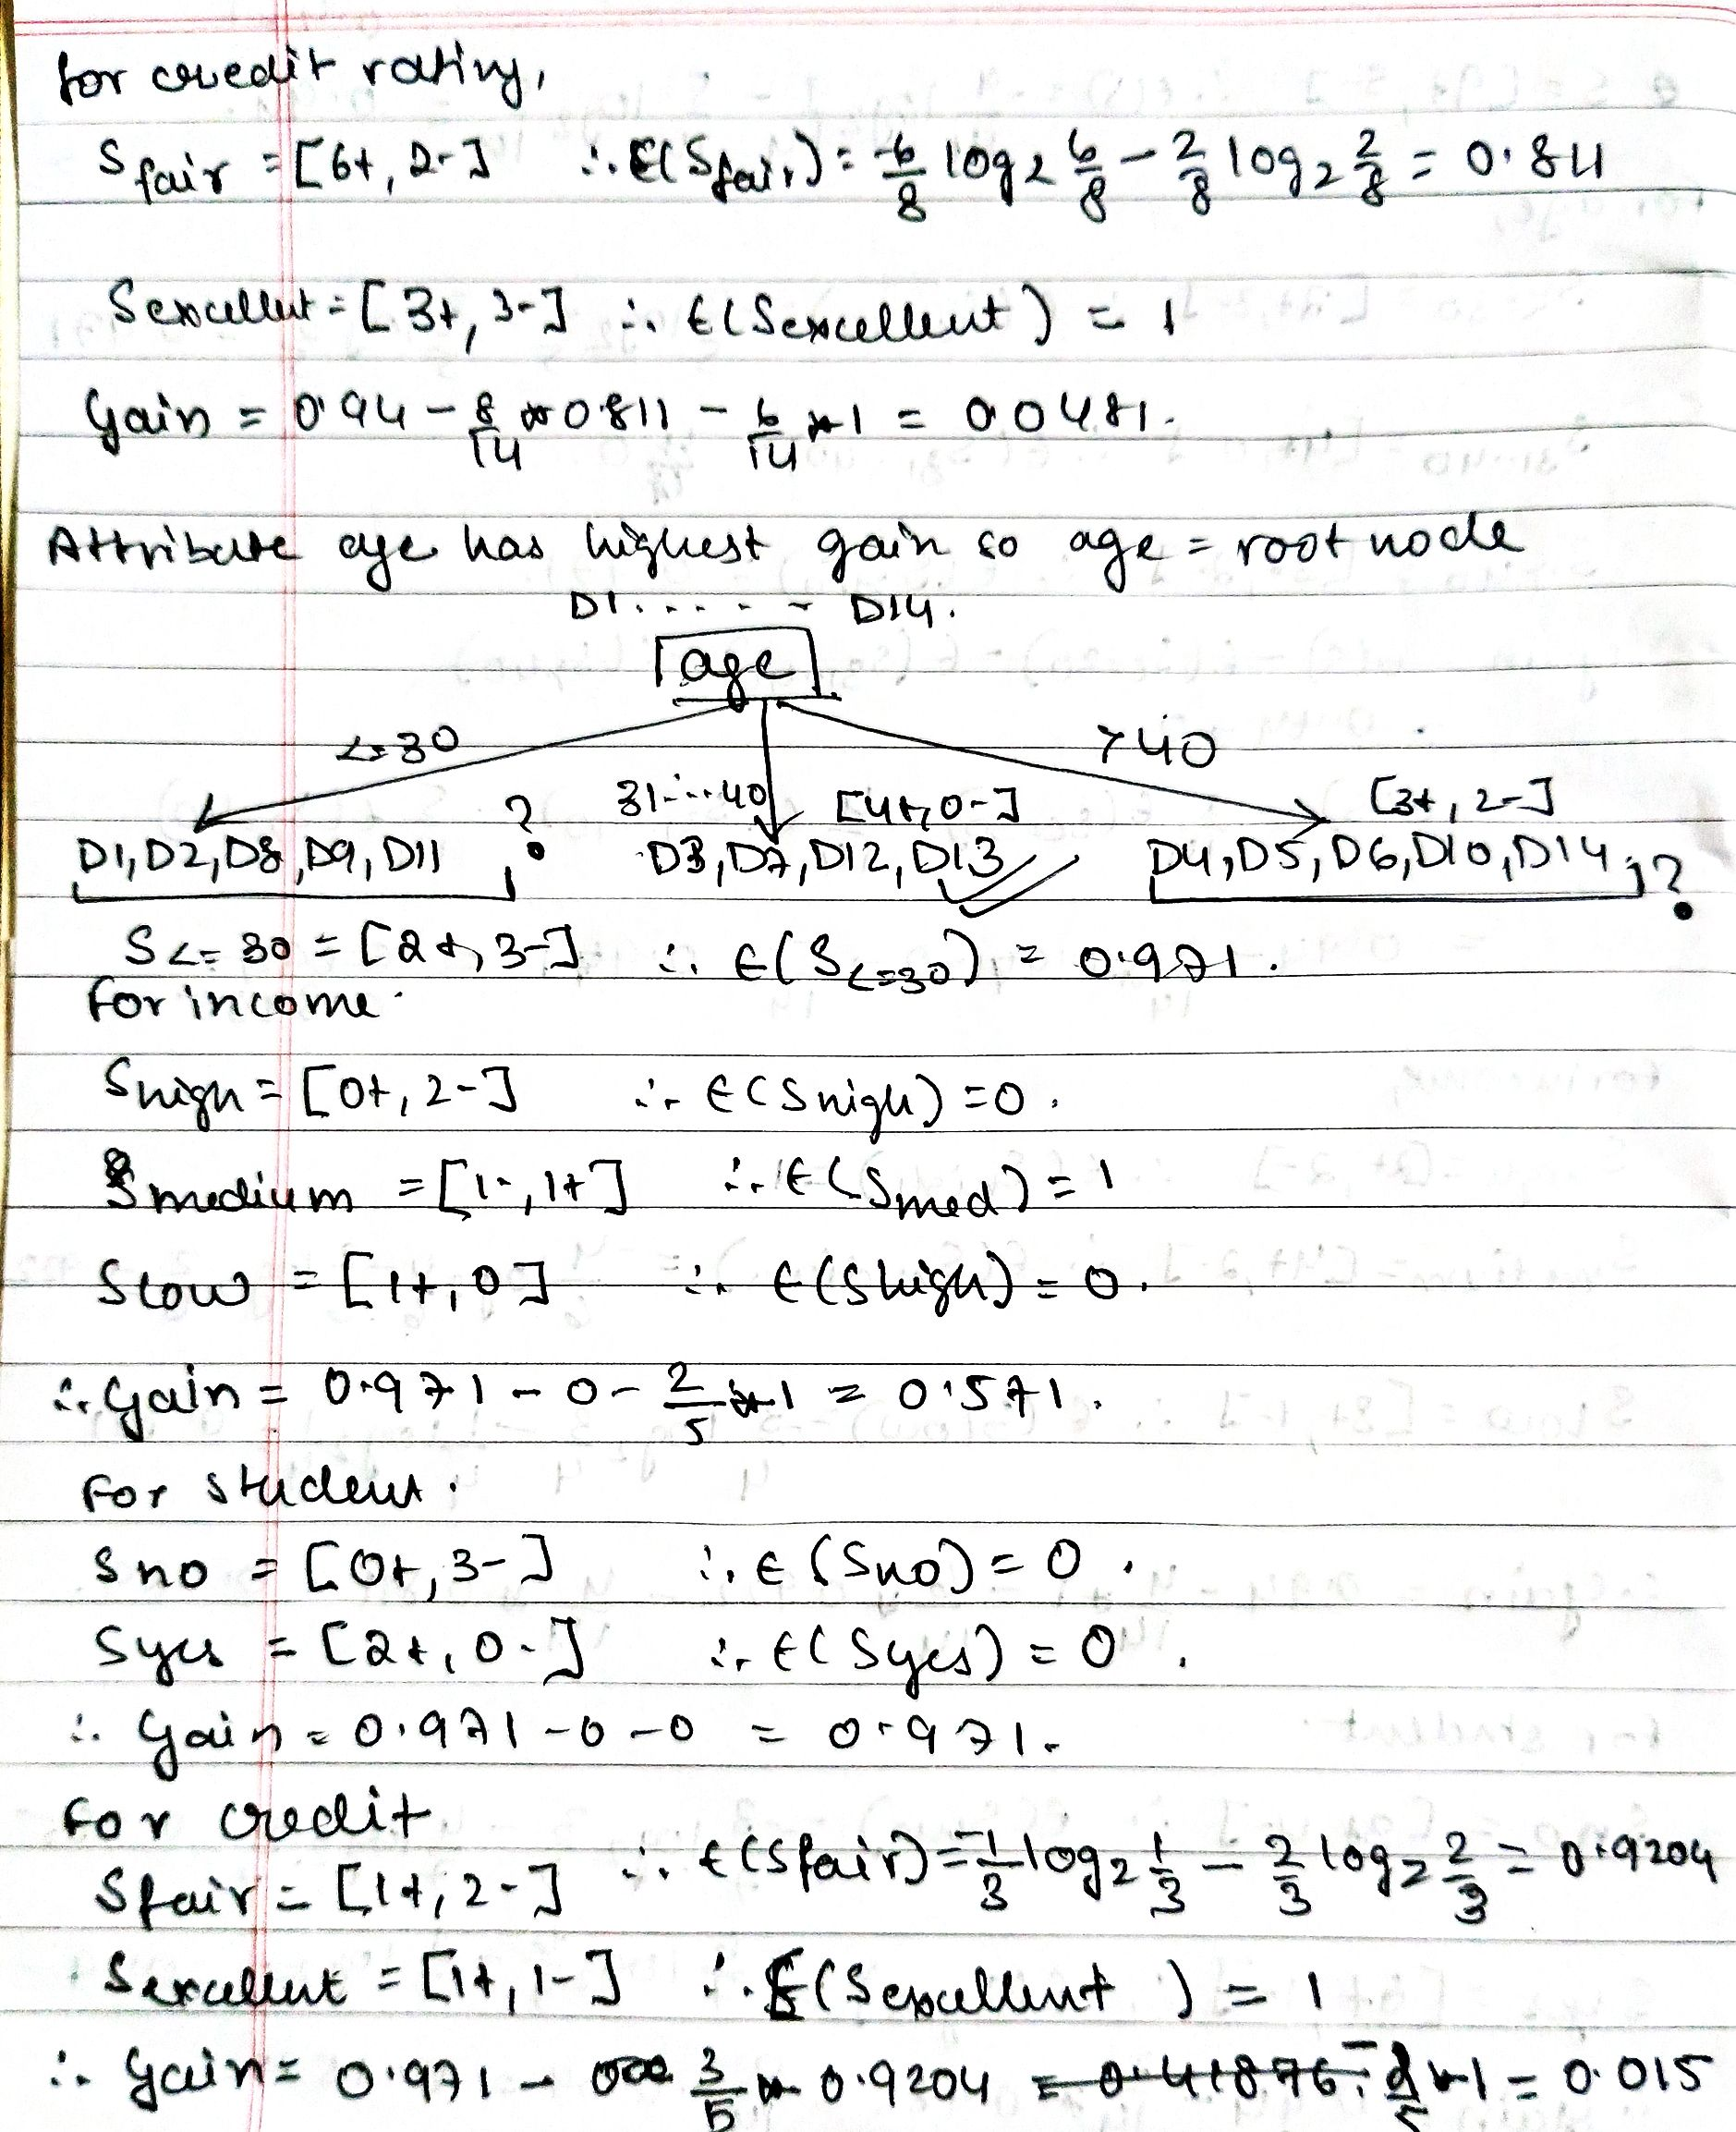 for credit rating,
S fair = [6+, 2-] ∴ E(S fair) = -6/8 log2 6/8 - 2/8 log2 2/8 = 0.811
S excellent = [3+, 3-] ∴ E(S excellent) = 1
Gain = 0.94 - 8/14 * 0.811 - 6/14 * 1 = 0.0481.
Attribute age has highest gain so age = root node
D1..... - D14.
age
<=30 >40
31....40 [4+, 0-] [3+, 2-]
D1, D2, D8, D9, D11, ? D3, D7, D12, D13 D4, D5, D6, D10, D14, ?
S<=30 = [2+, 3-] ∴ E(S<=30) = 0.971.
for income.
S high = [0+, 2-] ∴ E(S high) = 0.
S medium = [1-, 1+] ∴ E(S med) = 1
S low = [1+, 0] ∴ E(S high) = 0.
∴ Gain = 0.971 - 0 - 2/5 * 1 = 0.571.
For student.
S no = [0+, 3-] ∴ E(S no) = 0.
S yes = [2+, 0-] ∴ E(S yes) = 0.
∴ Gain = 0.971 - 0 - 0 = 0.971.
For credit
S fair = [1+, 2-] ∴ E(S fair) = -1/3 log2 1/3 - 2/3 log2 2/3 = 0.9204
S excellent = [1+, 1-] ∴ E(S excellent) = 1
∴ Gain = 0.971 - 3/5 * 0.9204 = 0.41876. - 2/5 * 1 = 0.015